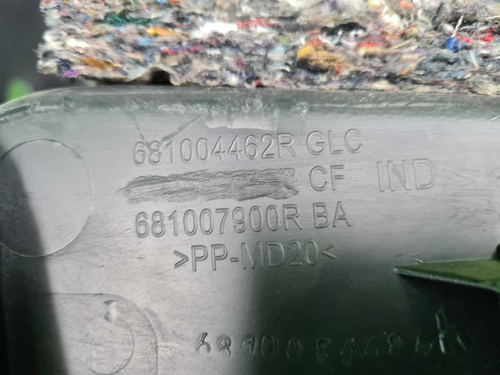 681004462R GLC
CF IND
681007900R BA
>PP-MD20<